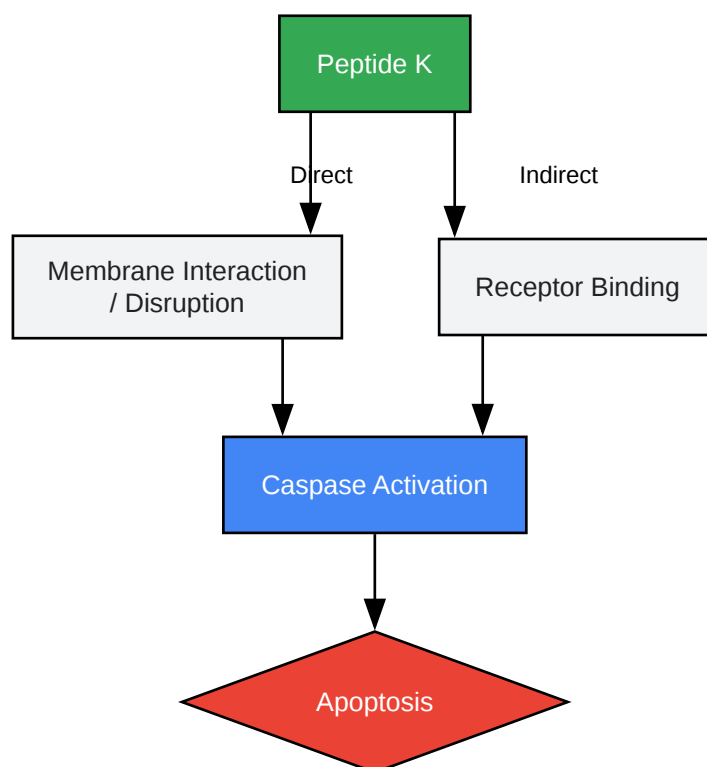 Peptide K
Direct
Indirect
Membrane Interaction
/ Disruption
Receptor Binding
Caspase Activation
Apoptosis